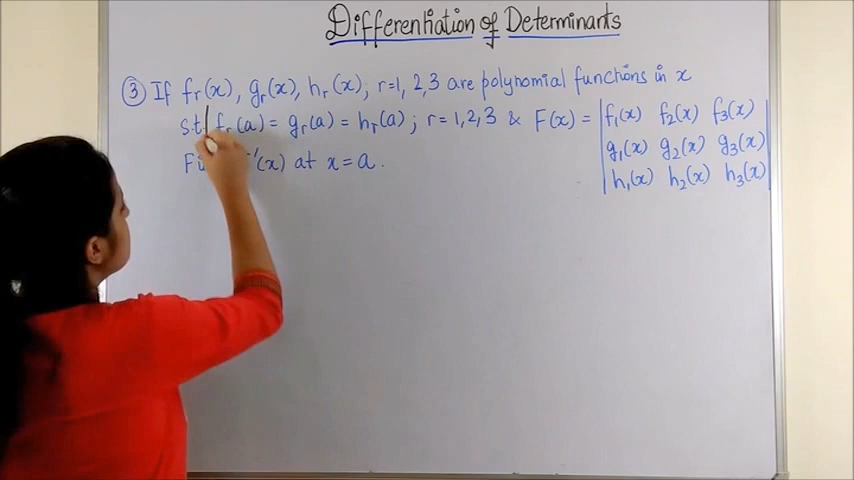 Differentiation of Determinants
③ If fr(x), gr(x), hr(x); r=1, 2, 3 are polynomial functions in x
s.t. fr(a) = gr(a) = hr(a); r=1,2,3 & F(x) = | f1(x) f2(x) f3(x) |
| g1(x) g2(x) g3(x) |
| h1(x) h2(x) h3(x) |
'(x) at x=a.